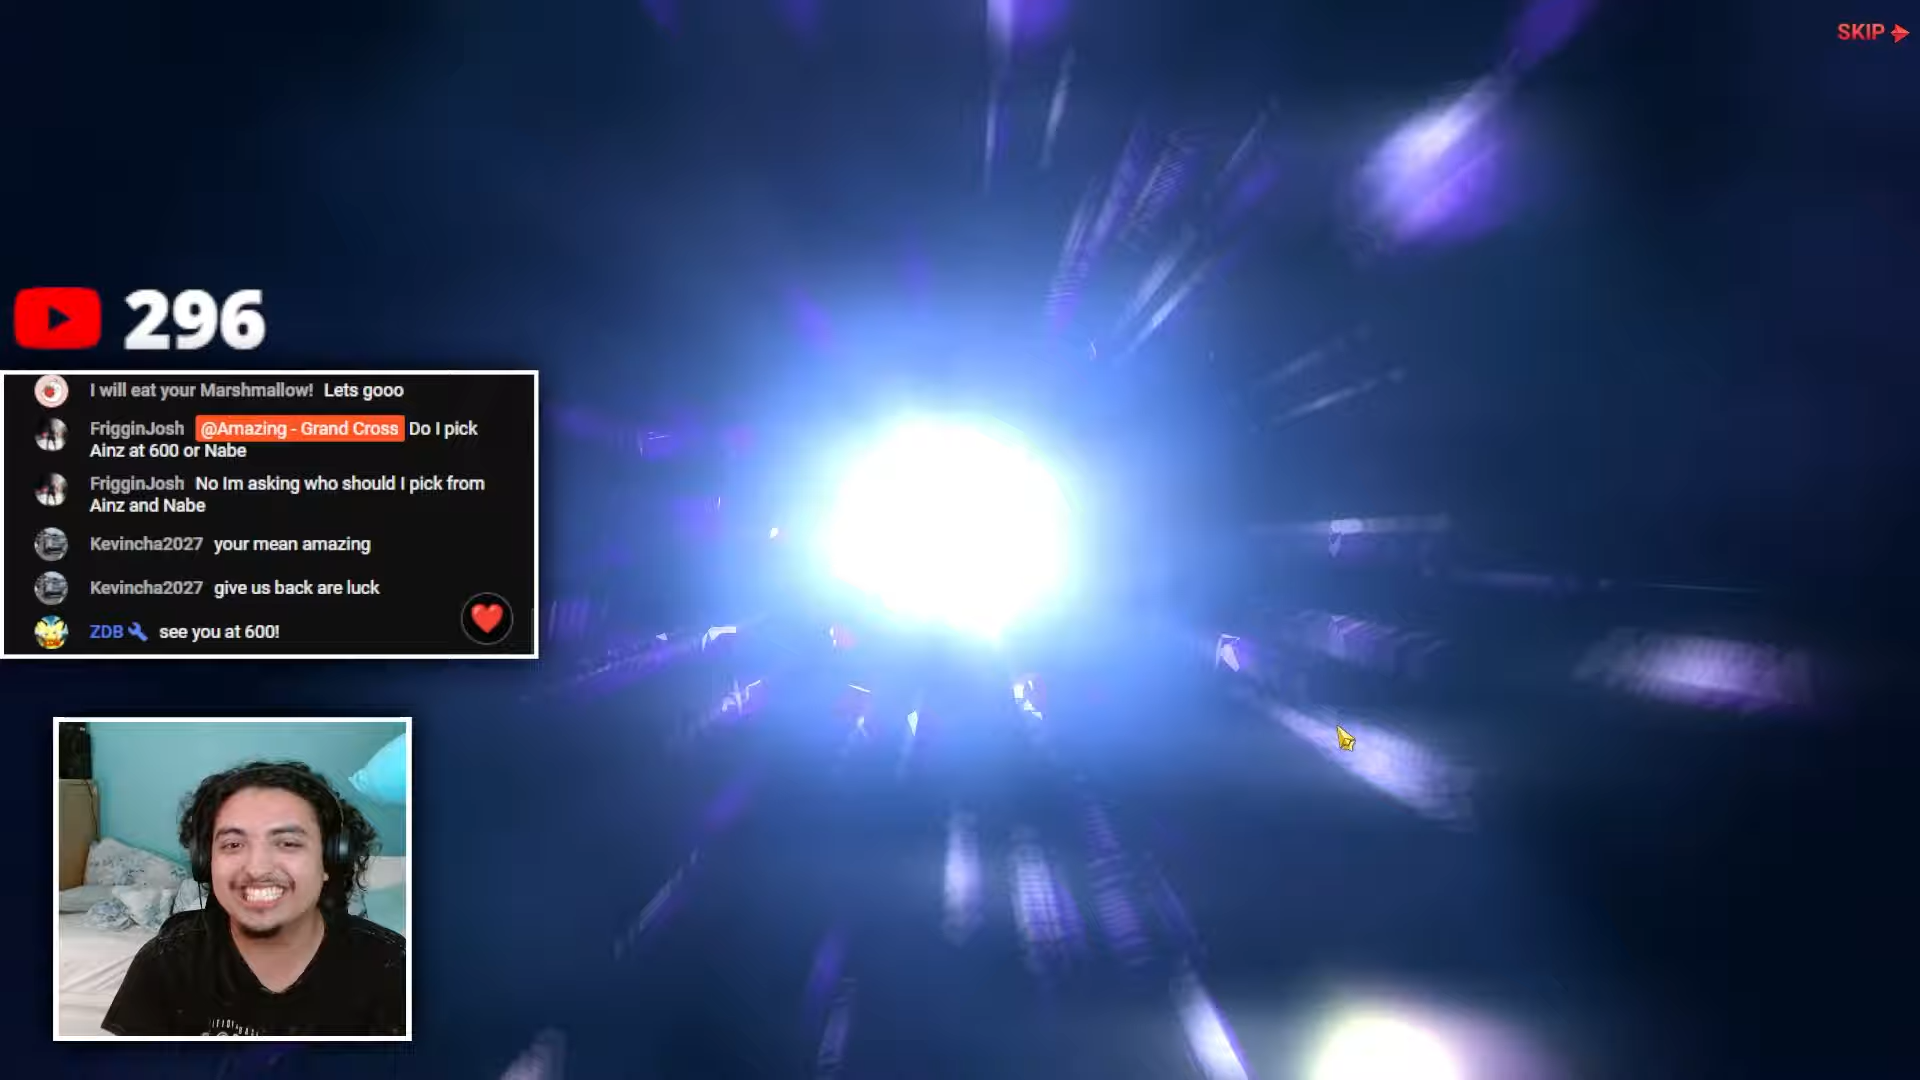 SKIP
296
I will eat your Marshmallow! Lets gooo
FrigginJosh @Amazing - Grand Cross Do I pick
Ainz at 600 or Nabe
FrigginJosh No Im asking who should I pick from
Ainz and Nabe
Kevincha2027 your mean amazing
Kevincha2027 give us back are luck
ZDB see you at 600!